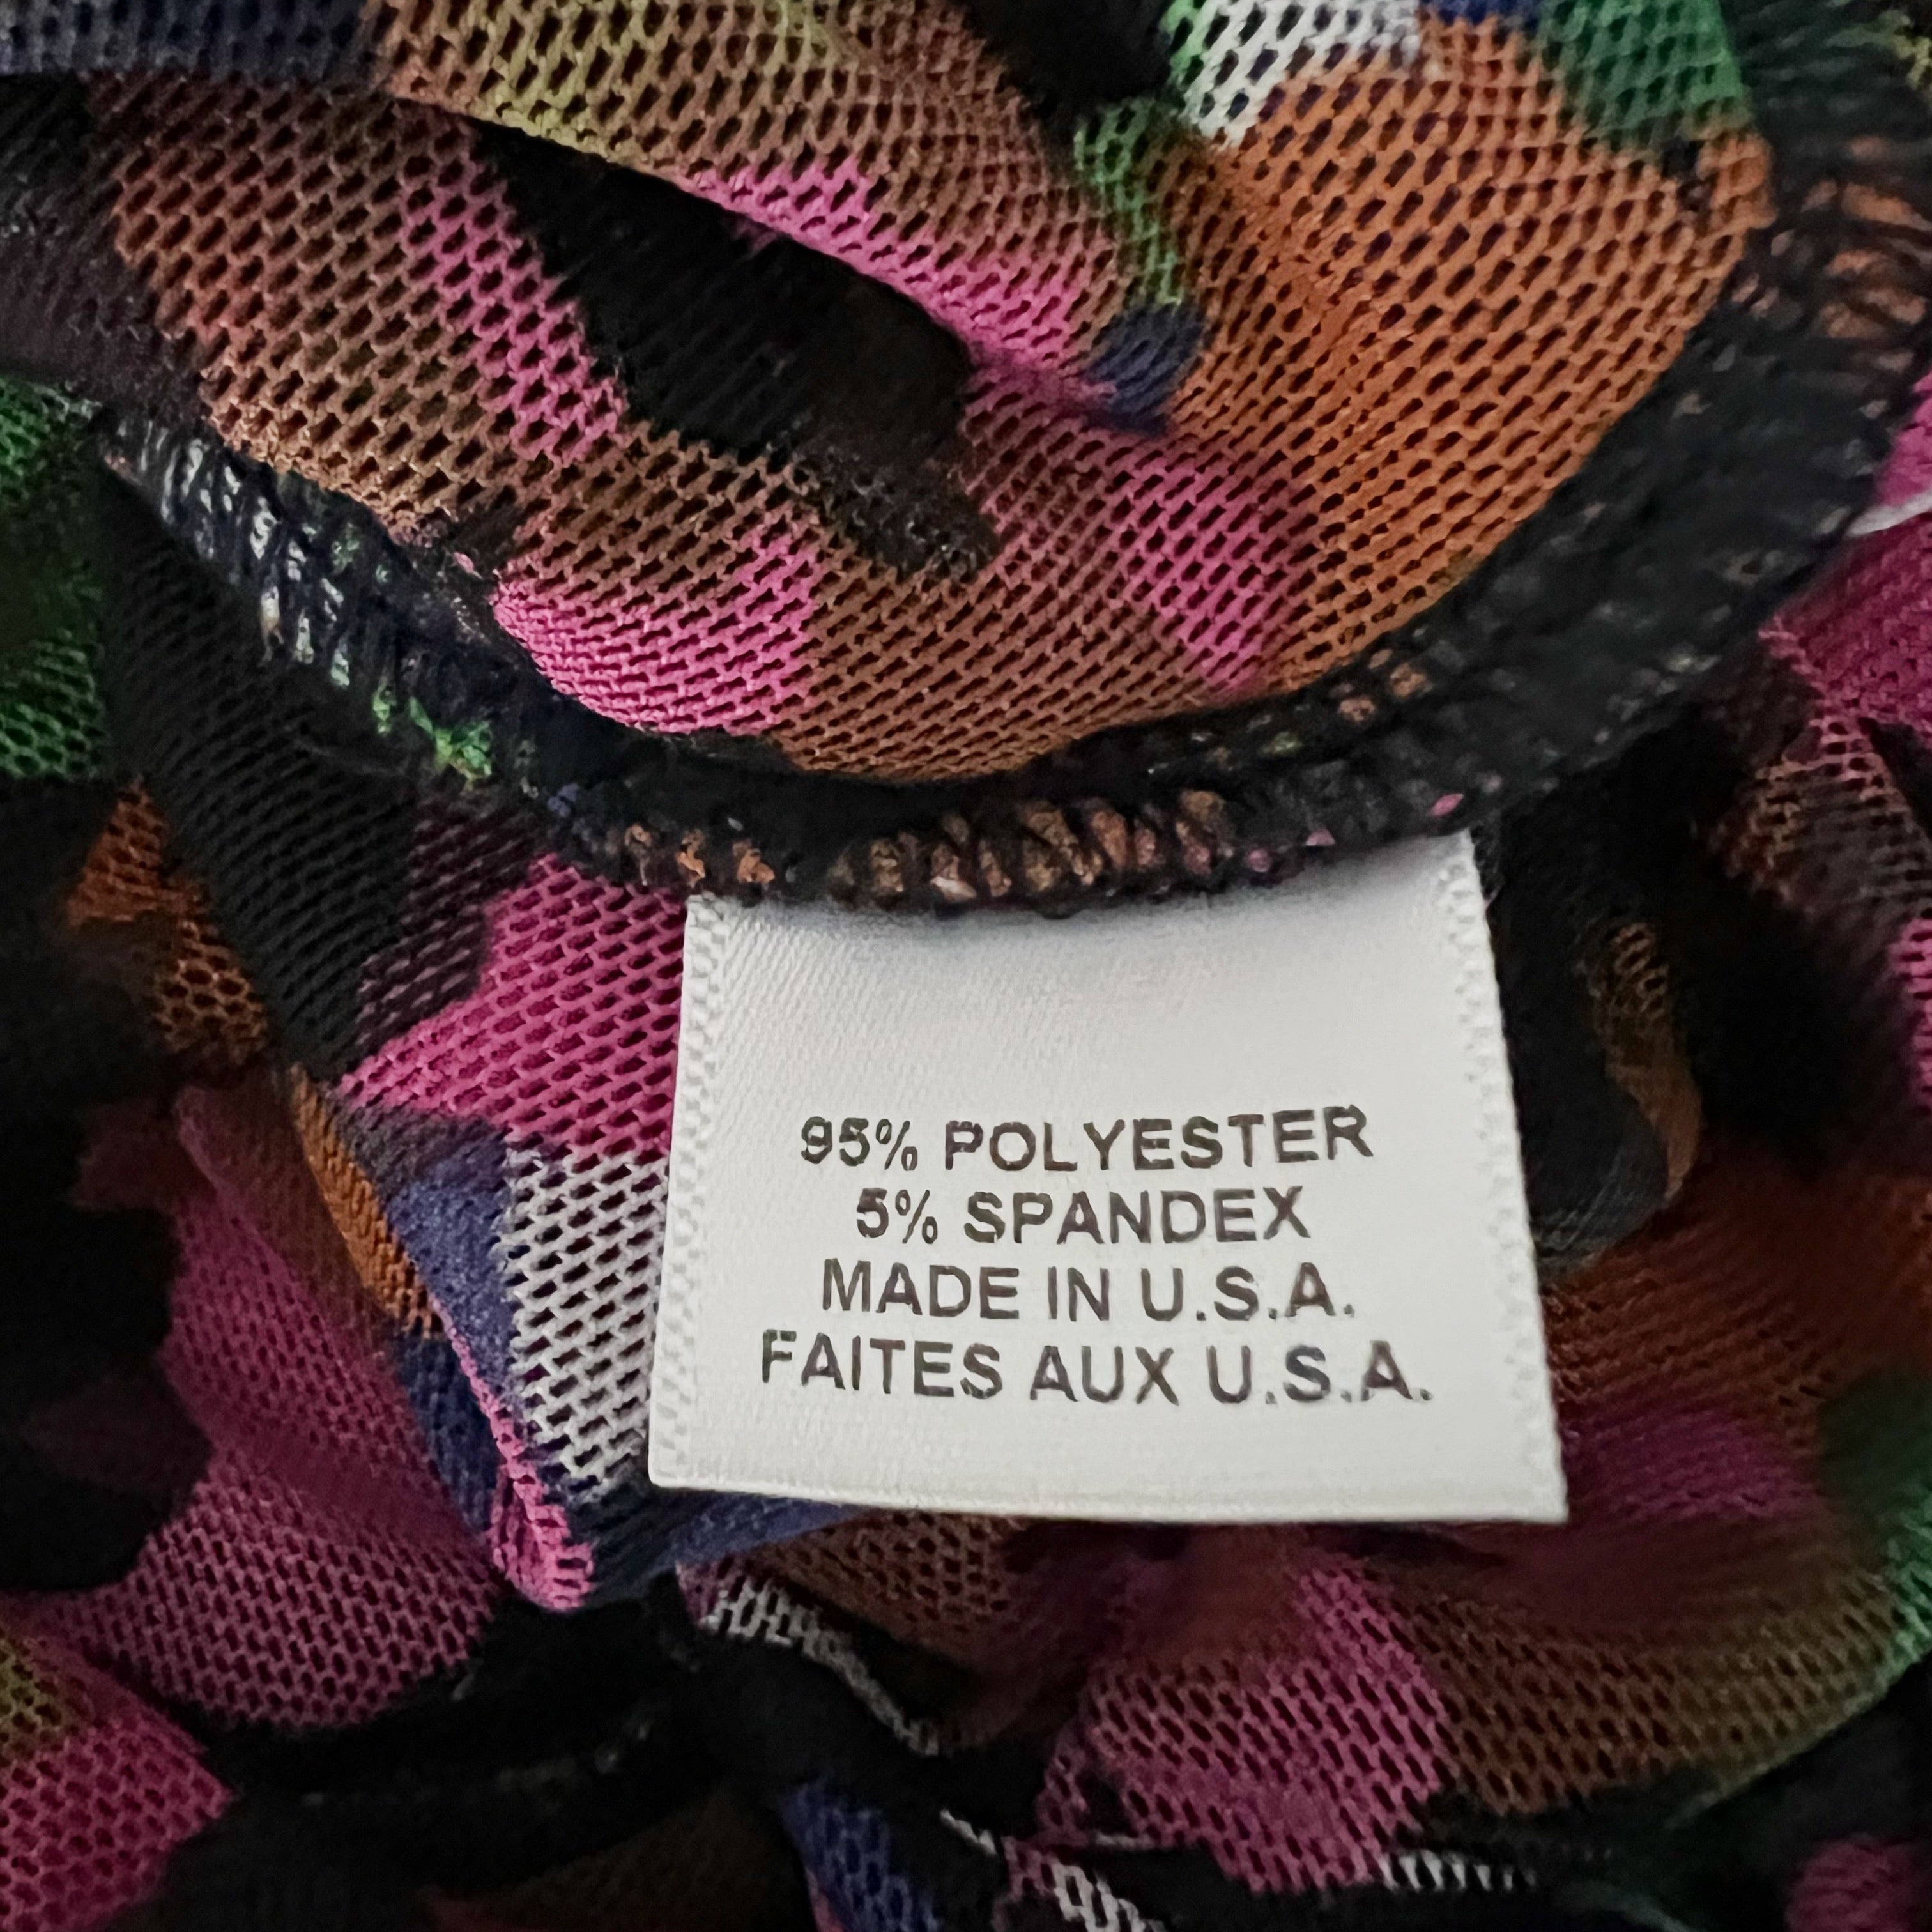 95% POLYESTER
5% SPANDEX
MADE IN U.S.A.
FAITES AUX U.S.A.